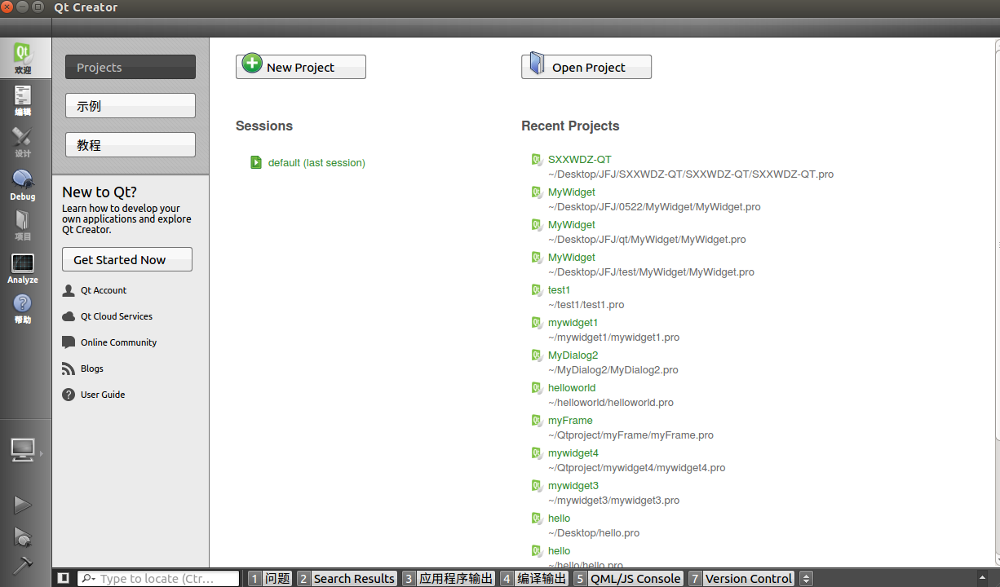 Qt Creator
Qt
欢迎
编辑
设计
Debug
项目
Analyze
帮助
Projects
示例
教程
New to Qt?
Learn how to develop your
own applications and explore
Qt Creator.
Get Started Now
Qt Account
Qt Cloud Services
Online Community
Blogs
User Guide
New Project
Open Project
Sessions
default (last session)
Recent Projects
SXXWDZ-QT
~/Desktop/JFJ/SXXWDZ-QT/SXXWDZ-QT/SXXWDZ-QT.pro
MyWidget
~/Desktop/JFJ/0522/MyWidget/MyWidget.pro
MyWidget
~/Desktop/JFJ/qt/MyWidget/MyWidget.pro
MyWidget
~/Desktop/JFJ/test/MyWidget/MyWidget.pro
test1
~/test1/test1.pro
mywidget1
~/mywidget1/mywidget1.pro
MyDialog2
~/MyDialog2/MyDialog2.pro
helloworld
~/helloworld/helloworld.pro
myFrame
~/Qtproject/myFrame/myFrame.pro
mywidget4
~/Qtproject/mywidget4/mywidget4.pro
mywidget3
~/mywidget3/mywidget3.pro
hello
~/Desktop/hello.pro
hello
~/hello/hello.pro
Type to locate (Ctr... 1 问题 2 Search Results 3 应用程序输出 4 编译输出 5 QML/JS Console 7 Version Control